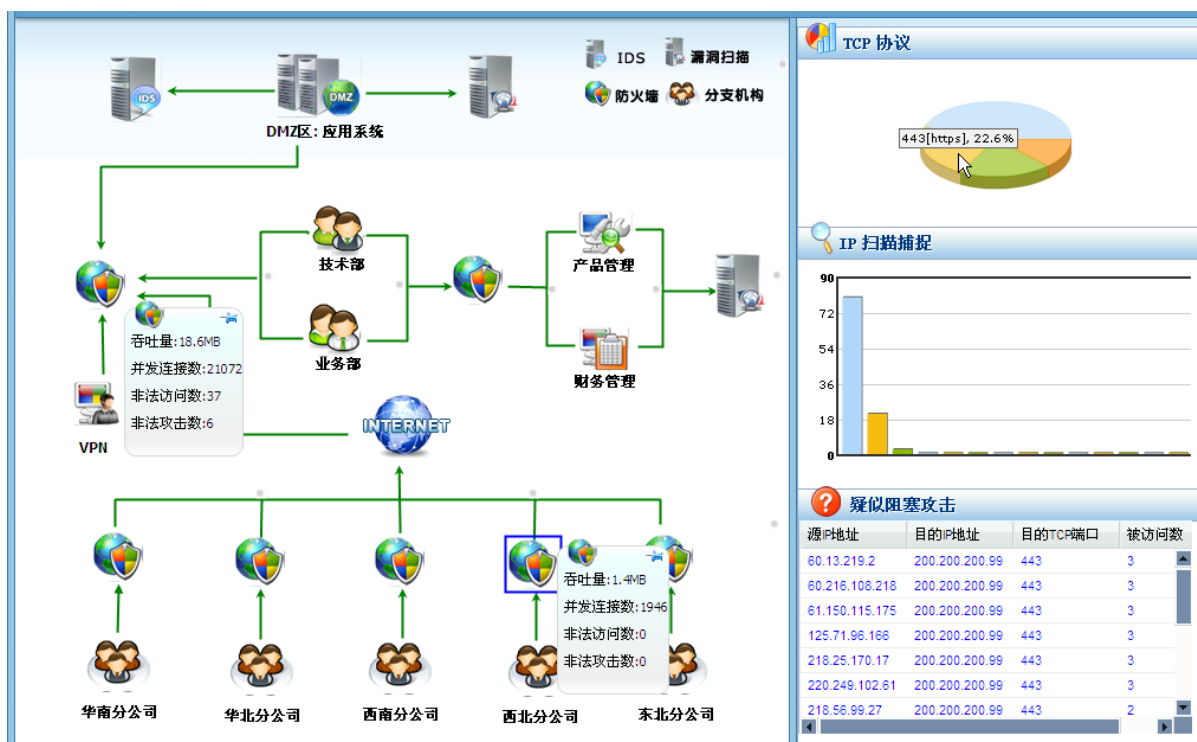 IDS
漏洞扫描
防火墙
分支机构
IDS
DMZ
DMZ区: 应用系统
技术部
业务部
产品管理
财务管理
吞吐量:18.6MB
并发连接数:21072
非法访问数:37
非法攻击数:6
VPN
INTERNET
吞吐量:1.4MB
并发连接数:1946
非法访问数:0
非法攻击数:0
华南分公司
华北分公司
西南分公司
西北分公司
东北分公司
TCP 协议
443[https], 22.6%
IP 扫描捕捉
90
72
54
36
18
0
疑似阻塞攻击
源IP地址 目的IP地址 目的TCP端口 被访问数
60.13.219.2 200.200.200.99 443 3
60.216.108.218 200.200.200.99 443 3
61.150.115.175 200.200.200.99 443 3
125.71.96.166 200.200.200.99 443 3
218.25.170.17 200.200.200.99 443 3
220.249.102.61 200.200.200.99 443 3
218.56.99.27 200.200.200.99 443 2